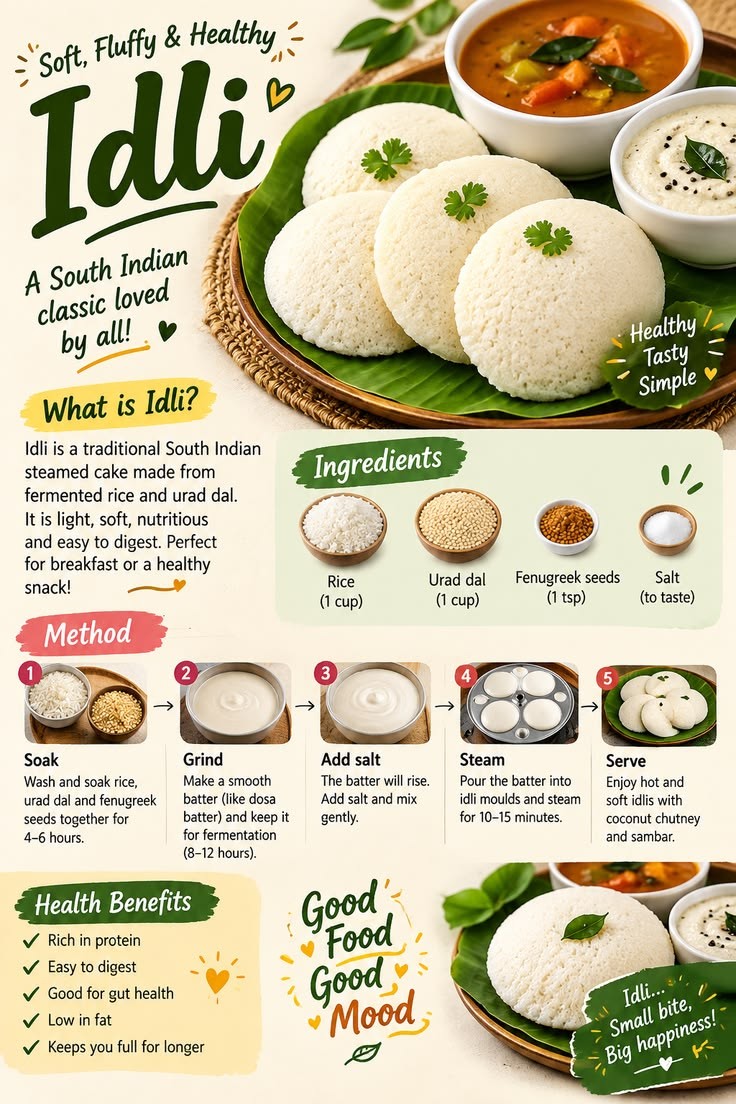 Soft, Fluffy & Healthy
Idli
A South Indian
classic loved
by all!
Healthy
Tasty
Simple
What is Idli?
Idli is a traditional South Indian
steamed cake made from
fermented rice and urad dal.
It is light, soft, nutritious
and easy to digest. Perfect
for breakfast or a healthy
snack!
Ingredients
Rice
(1 cup)
Urad dal
(1 cup)
Fenugreek seeds
(1 tsp)
Salt
(to taste)
Method
1
Soak
Wash and soak rice,
urad dal and fenugreek
seeds together for
4–6 hours.
2
Grind
Make a smooth
batter (like dosa
batter) and keep it
for fermentation
(8–12 hours).
3
Add salt
The batter will rise.
Add salt and mix
gently.
4
Steam
Pour the batter into
idli moulds and steam
for 10–15 minutes.
5
Serve
Enjoy hot and
soft idlis with
coconut chutney
and sambar.
Health Benefits
Rich in protein
Easy to digest
Good for gut health
Low in fat
Keeps you full for longer
Good
Food
Good
Mood
Idli...
Small bite,
Big happiness!